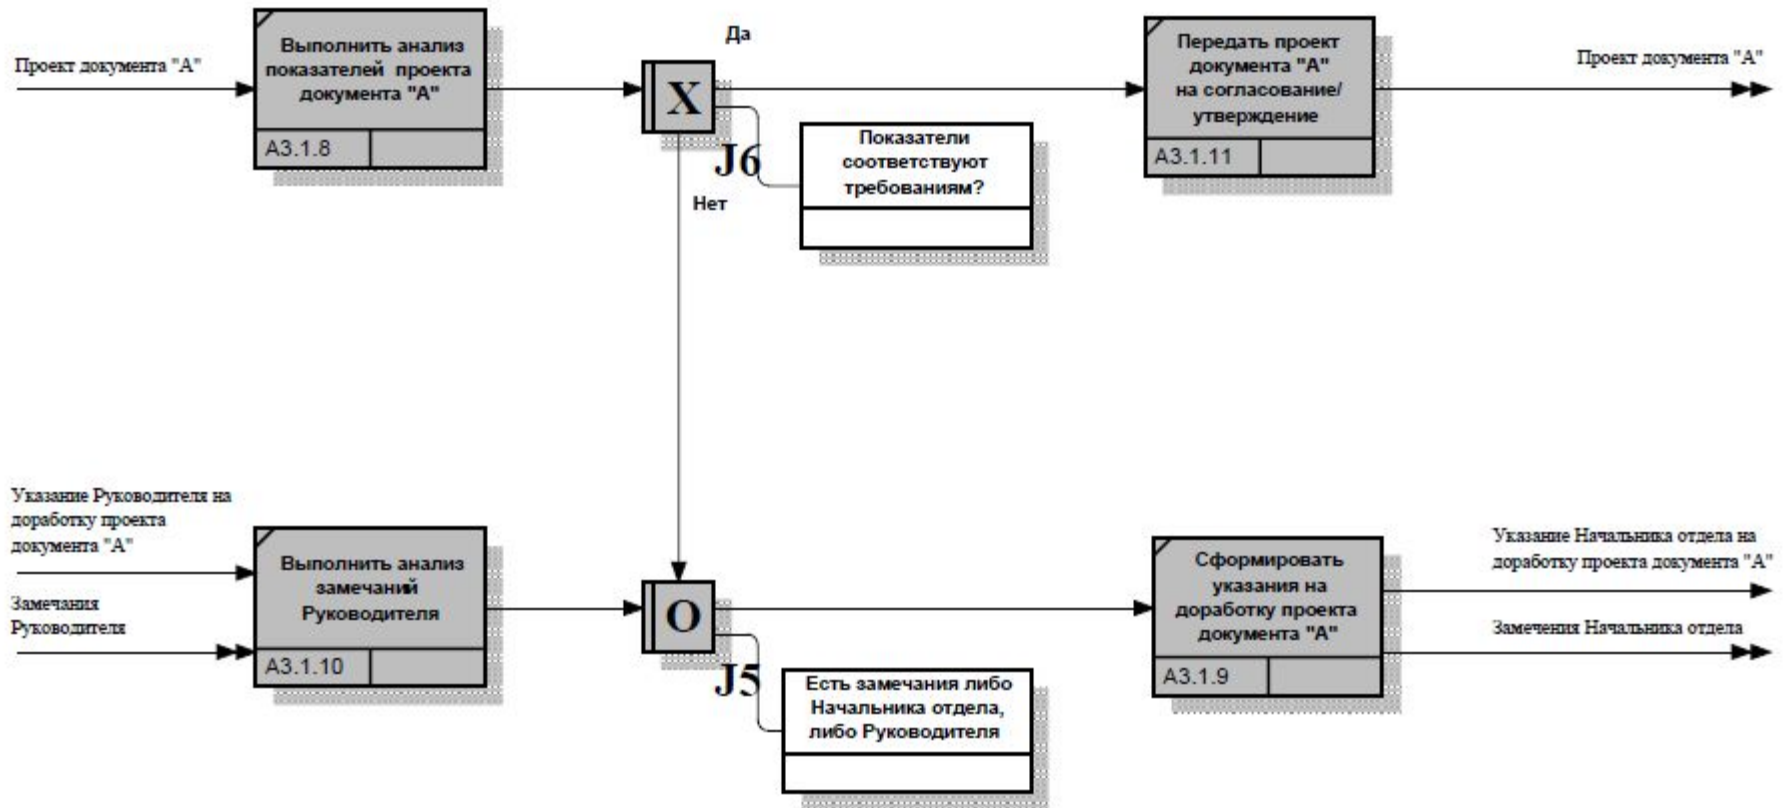 Проект документа "А"
Выполнить анализ
показателей проекта
документа "А"
А3.1.8
Да
X
J6
Нет
Показатели
соответствуют
требованиям?
Передать проект
документа "А"
на согласование/
утверждение
А3.1.11
Проект документа "А"
Указание Руководителя на
доработку проекта
документа "А"
Замечания
Руководителя
Выполнить анализ
замечаний
Руководителя
А3.1.10
O
J5
Есть замечания либо
Начальника отдела,
либо Руководителя
Сформировать
указания на
доработку проекта
документа "А"
А3.1.9
Указание Начальника отдела на
доработку проекта документа "А"
Замечения Начальника отдела